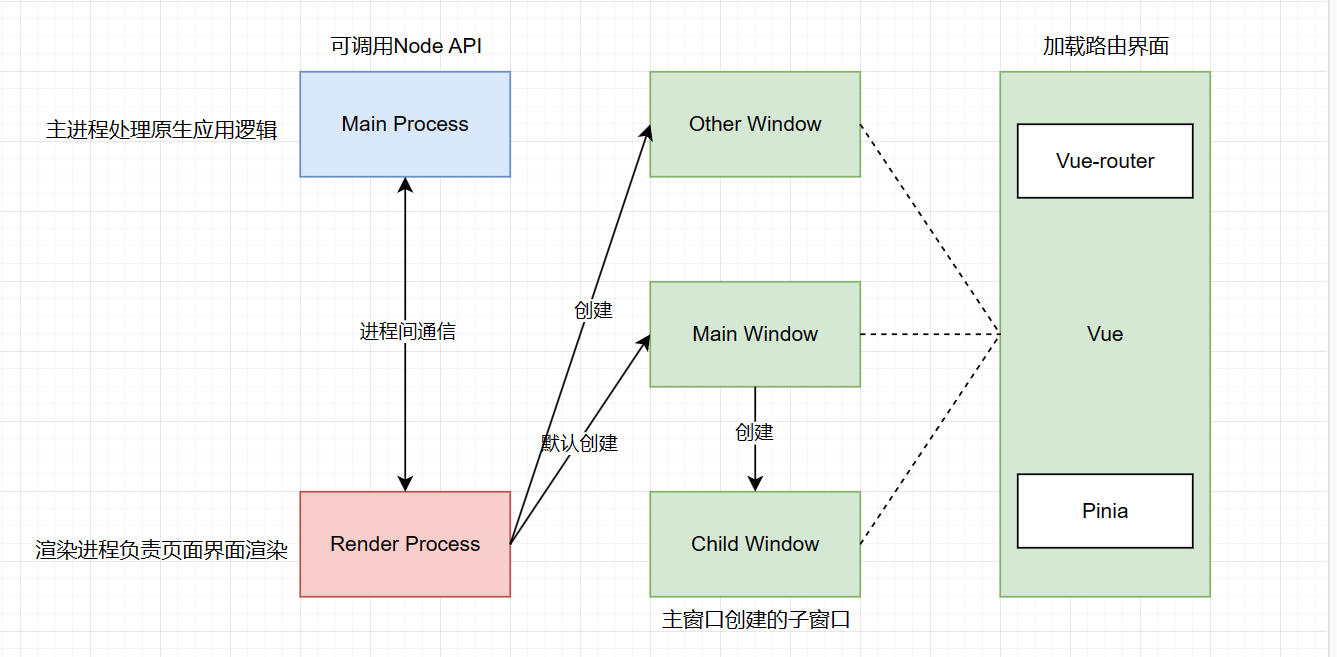 可调用Node API
加载路由界面
主进程处理原生应用逻辑
Main Process
Other Window
Vue-router
创建
进程间通信
Main Window
Vue
默认创建
创建
Pinia
渲染进程负责页面界面渲染
Render Process
Child Window
主窗口创建的子窗口